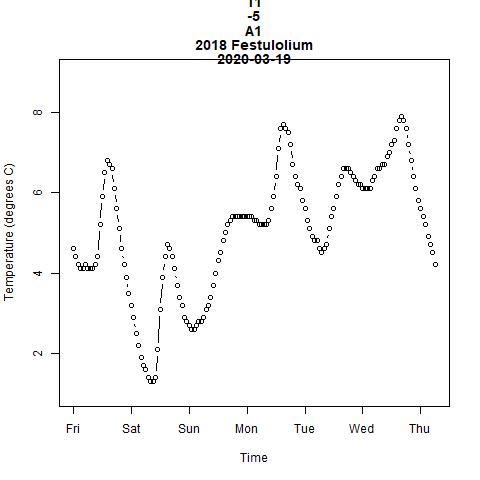 T1
-5
A1
2018 Festulolium
2020-03-19
Temperature (degrees C)
8
6
4
2
Fri Sat Sun Mon Tue Wed Thu
Time